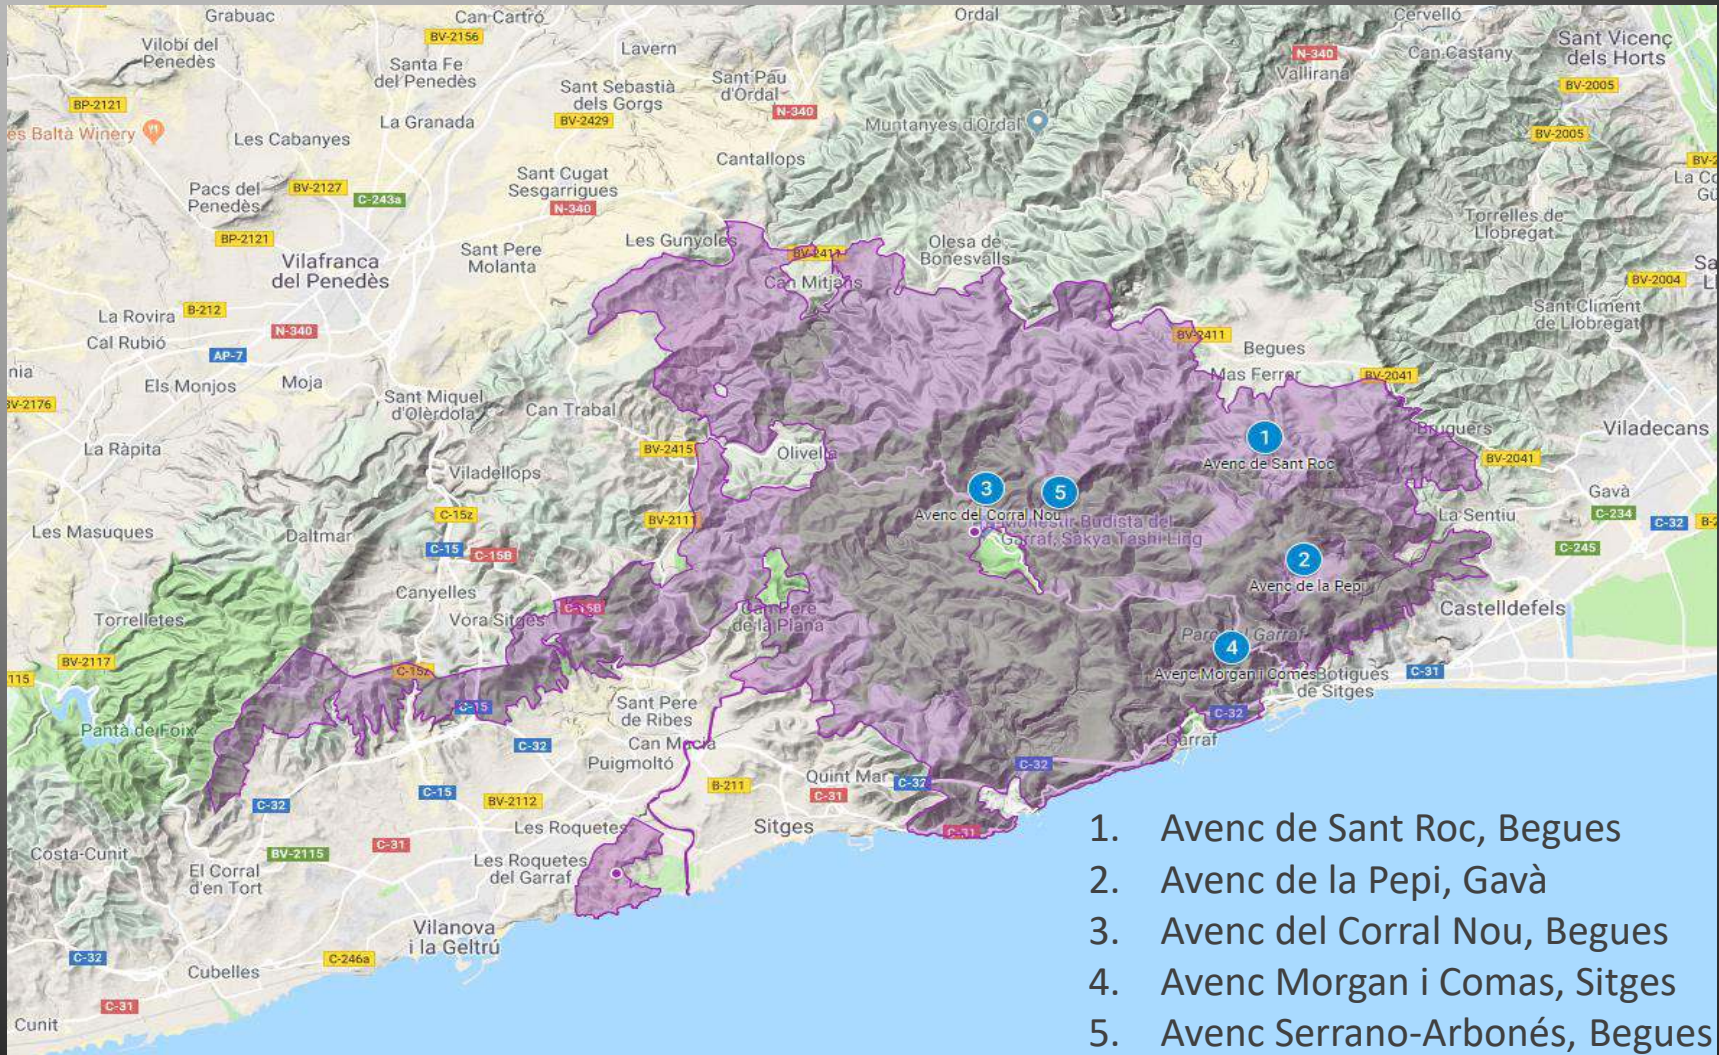 Grabuac
Can Cartró
Ordal
Cervelló
Vilobí del
Penedès
BV-2156
Lavern
N-340
Can Castany
Sant Vicenç
dels Horts
Santa Fe
del Penedès
Vallirana
Sant Sebastià
dels Gorgs
Sant Pau
d'Ordal
BV-2005
BP-2121
La Granada
BV-2429
N-340
Muntanyes d'Ordal
BV-2005
és Baltà Winery
Les Cabanyes
Cantallops
Pacs del
Penedès
BV-2127
C-243a
Sant Cugat
Sesgarrigues
N-340
Torrelles de
Llobregat
BP-2121
Sant Pere
Molanta
Les Gunyoles
BV-2411
Olesa de
Bonesvalls
Vilafranca
del Penedès
Can Mitjans
BV-2004
La Rovira
B-212
Sant Climent
de Llobregat
N-340
Cal Rubió
AP-7
BV-2411
Begues
nia
Els Monjos
Moja
Mas Ferrer
BV-2041
BV-2176
Sant Miquel
d'Olèrdola
Can Trabal
La Ràpita
BV-2415
Olivella
1
Avenc de Sant Roc
Bruguers
Viladecans
BV-2041
Viladellops
3
Avenc del Corral Nou
5
Gavà
C-234
C-32
C-15z
BV-2111
Monestir Budista del
Garraf, Sakya Tashi Ling
La Sentiu
Les Masuques
Daltmar
C-15
C-15B
C-245
2
Avenc de la Pepi
Canyelles
Torrelletes
Vora Sitges
C-15B
Can Pere
de la Plana
Castelldefels
Parc del Garraf
4
Avenc Morgan i Comes
BV-2117
115
C-15z
Botigues
de Sitges
C-31
Pantà de Foix
C-15
Sant Pere
de Ribes
C-32
C-32
Can Macià
Garraf
Puigmoltó
C-32
Quint Mar
C-32
C-32
C-15
BV-2112
B-211
C-31
Les Roquetes
Sitges
C-31
Costa-Cunit
BV-2115
C-31
El Corral
d'en Tort
Les Roquetes
del Garraf
Vilanova
i la Geltrú
C-32
Cubelles
C-246a
C-31
Cunit
1. Avenc de Sant Roc, Begues
2. Avenc de la Pepi, Gavà
3. Avenc del Corral Nou, Begues
4. Avenc Morgan i Comas, Sitges
5. Avenc Serrano-Arbonés, Begues